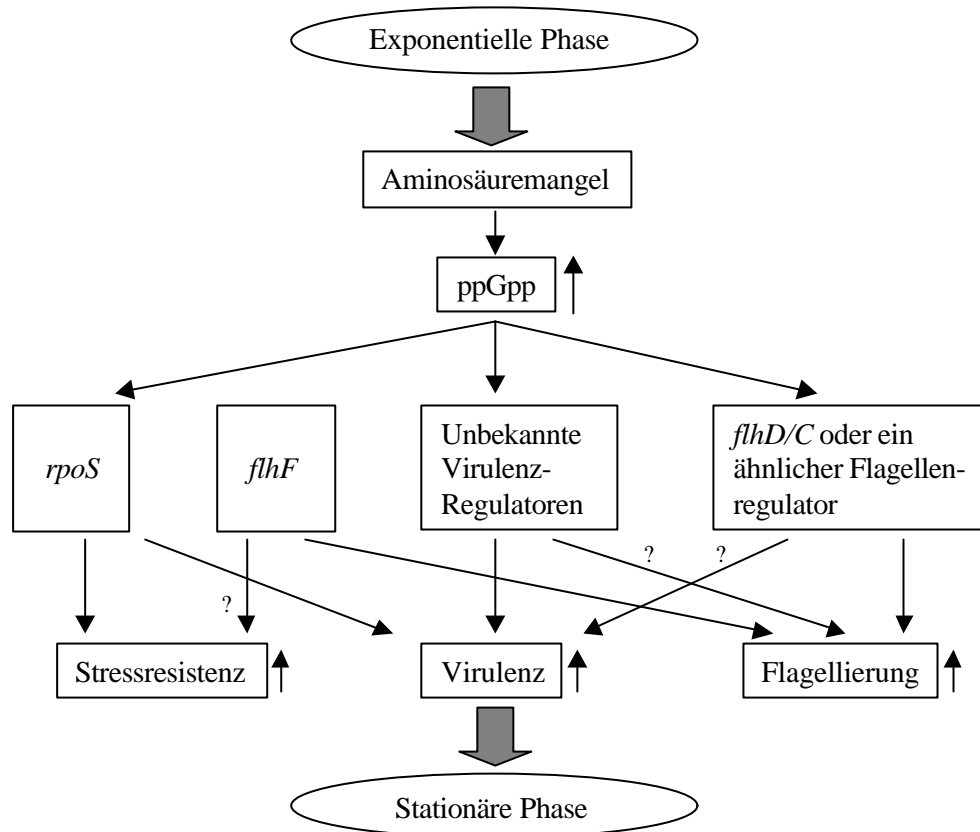 Exponentielle Phase
Aminosäuremangel
ppGpp
rpoS
flhF
Unbekannte
Virulenz-
Regulatoren
flhD/C oder ein
ähnlicher Flagellen-
regulator
?
?
?
Stressresistenz
Virulenz
Flagellierung
Stationäre Phase